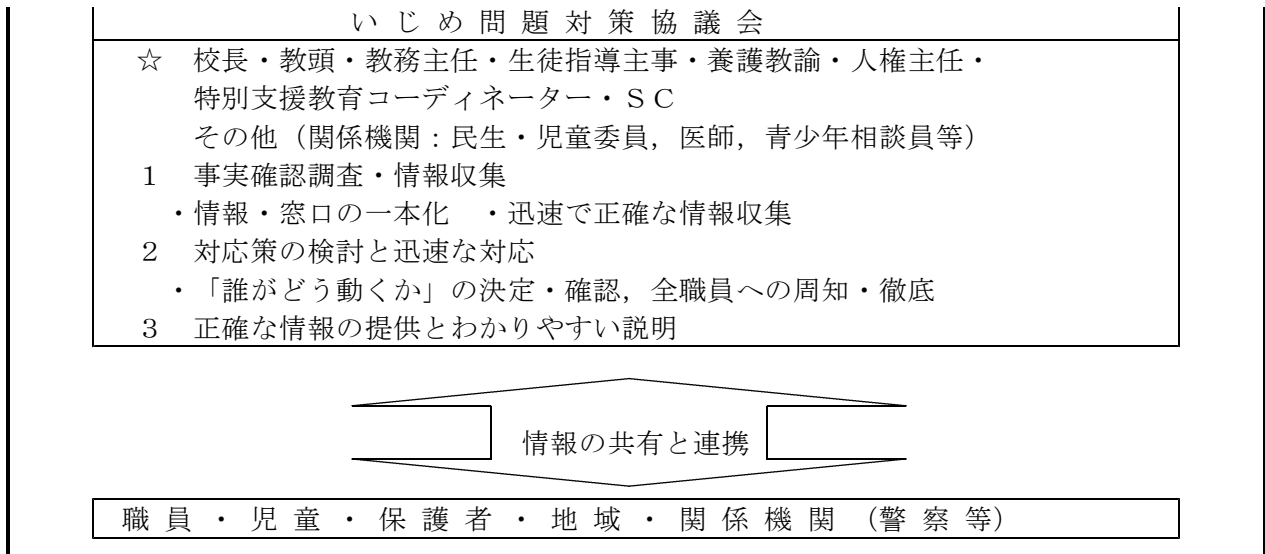 いじめ問題対策協議会
☆　校長・教頭・教務主任・生徒指導主事・養護教諭・人権主任・
特別支援教育コーディネーター・ＳＣ
その他（関係機関：民生・児童委員，医師，青少年相談員等）
１　事実確認調査・情報収集
・情報・窓口の一本化　・迅速で正確な情報収集
２　対応策の検討と迅速な対応
・「誰がどう動くか」の決定・確認，全職員への周知・徹底
３　正確な情報の提供とわかりやすい説明
情報の共有と連携
職員・児童・保護者・地域・関係機関（警察等）